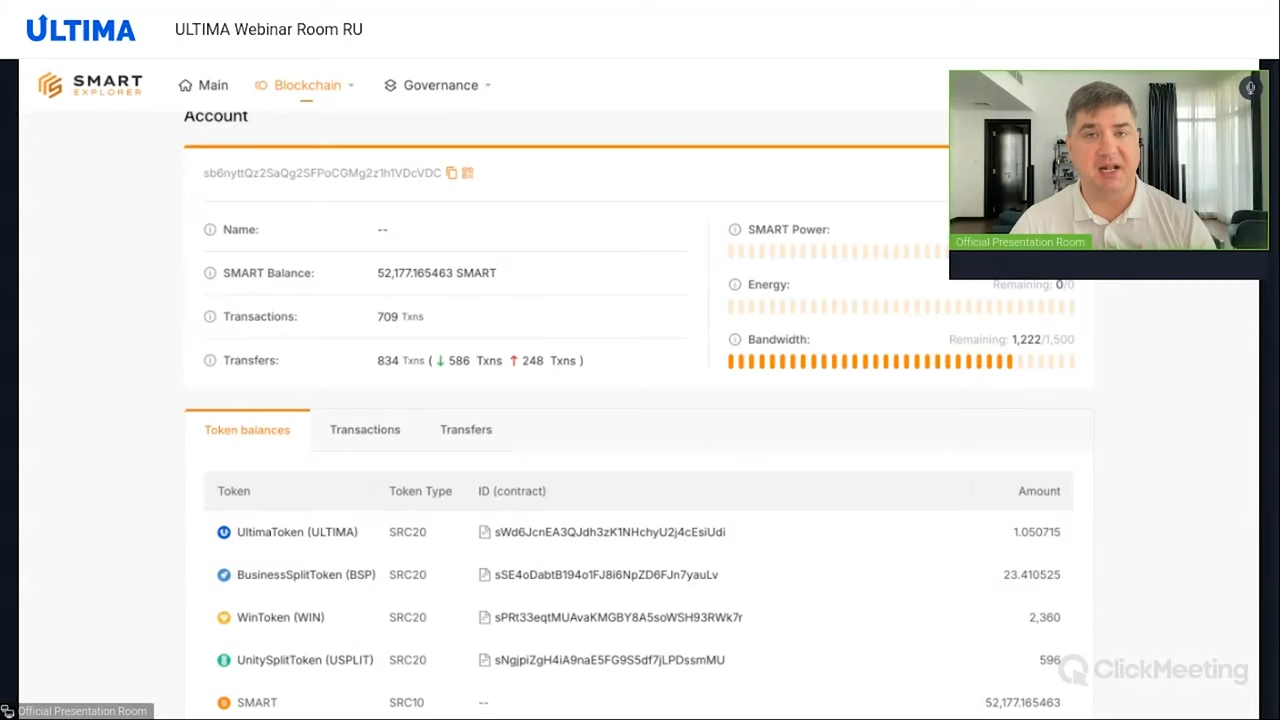 ULTIMA
ULTIMA Webinar Room RU
SMART
EXPLORER
Main
Blockchain
Governance
Account
sb6nyttQz2SaQg2SFPoCGMg2z1h1VDcVDC
Name: --
SMART Power:
SMART Balance: 52,177.165463 SMART
Energy: Remaining: 0/0
Transactions: 709 Txns
Bandwidth: Remaining: 1,222/1,500
Transfers: 834 Txns ( ↓ 586 Txns ↑ 248 Txns )
Official Presentation Room
Token balances Transactions Transfers
Token Token Type ID (contract) Amount
UltimaToken (ULTIMA) SRC20 sWd6JcnEA3QJdh3zK1NHchyU2j4cEsiUdi 1.050715
BusinessSplitToken (BSP) SRC20 sSE4oDabtB194o1FJ8i6NpZD6FJn7yauLv 23.410525
WinToken (WIN) SRC20 sPRt33eqtMUAvaKMGBY8A5soWSH93RWk7r 2,360
UnitySplitToken (USPLIT) SRC20 sNgjpiZgH4iA9naE5FG9S5df7jLPDssmMU 596
ClickMeeting
SMART SRC10 -- 52,177.165463
Official Presentation Room